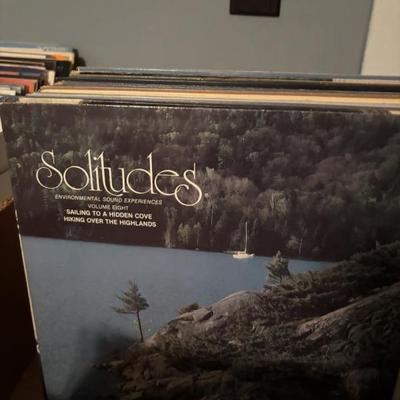 Solitudes
ENVIRONMENTAL SOUND EXPERIENCES
VOLUME EIGHT
SAILING TO A HIDDEN COVE
HIKING OVER THE HIGHLANDS